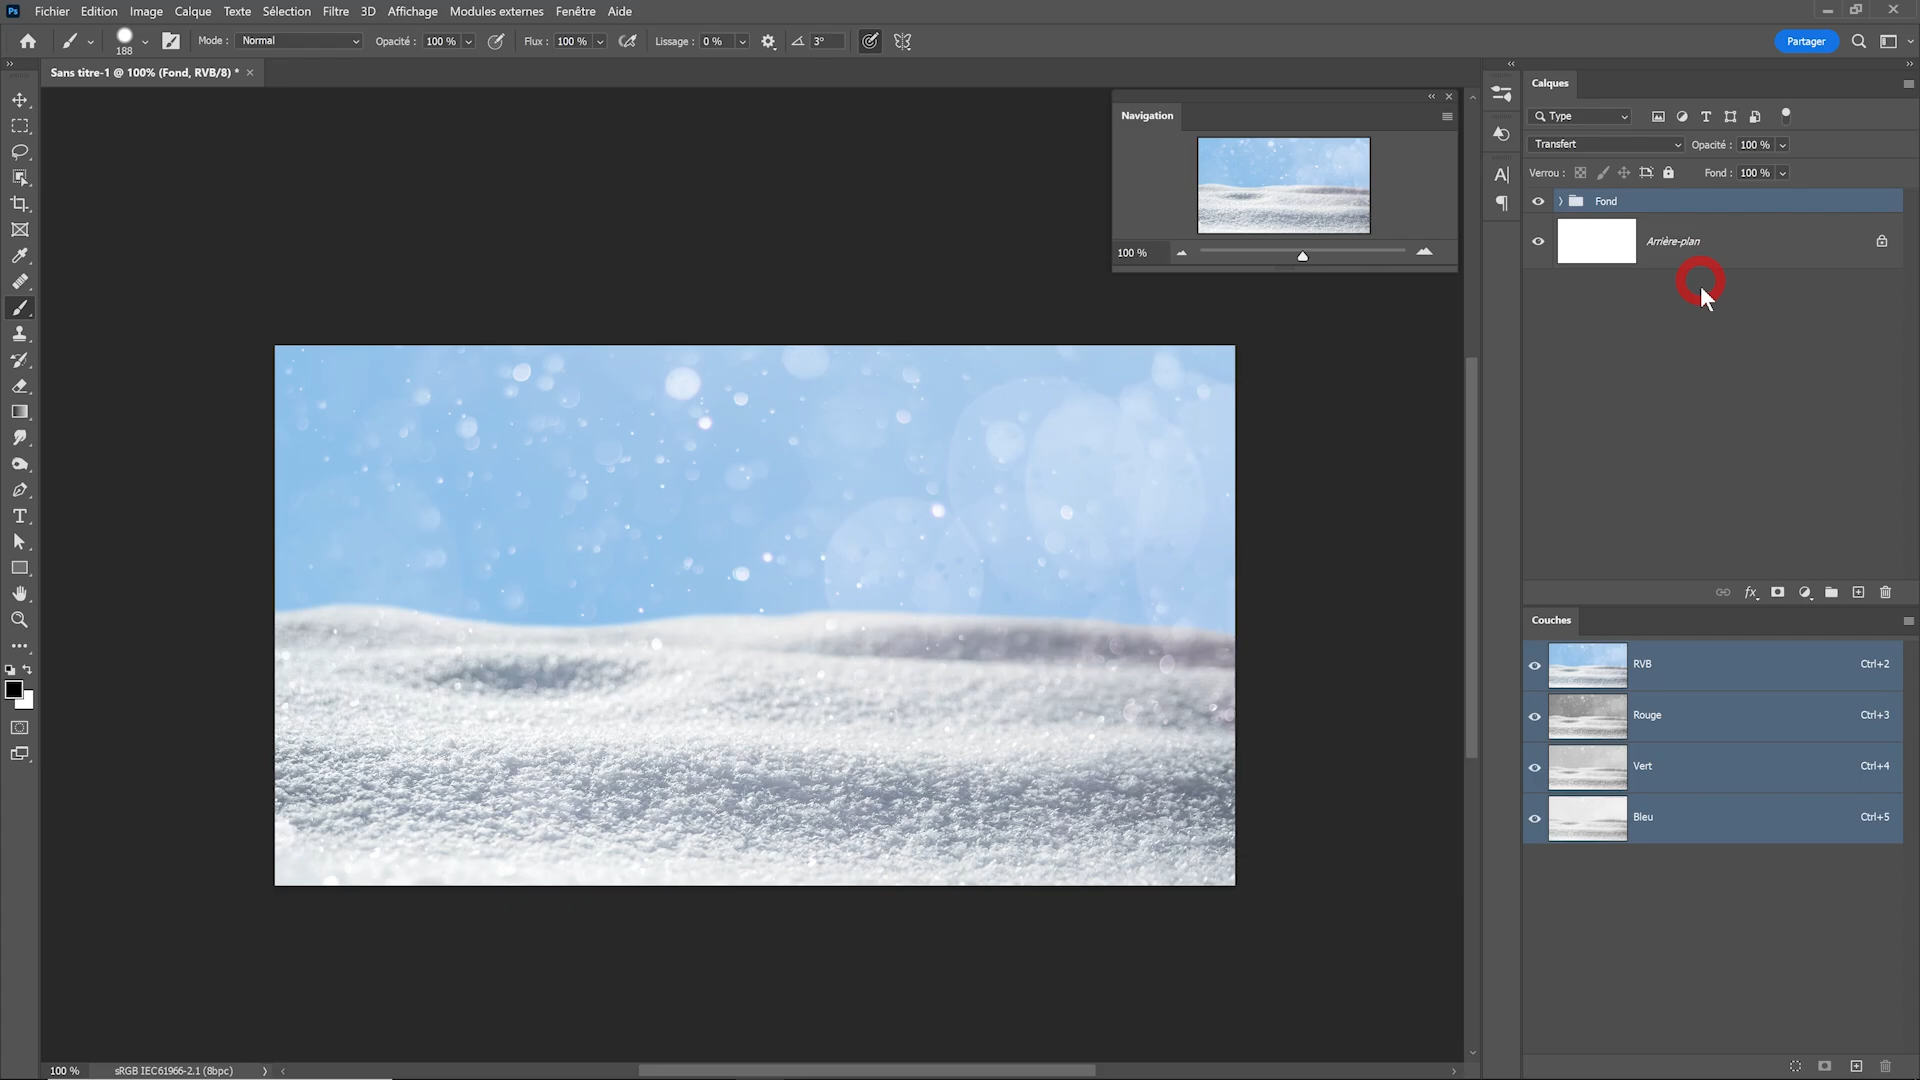 Ps Fichier Edition Image Calque Texte Sélection Filtre 3D Affichage Modules externes Fenêtre Aide
188 Mode : Normal Opacité : 100 % Flux : 100 % Lissage : 0 % 3° Partager
Sans titre-1 @ 100% (Fond, RVB/8) *
Navigation
100 %
Calques
Type
Transfert Opacité : 100 %
Verrou : Fond : 100 %
Fond
Arrière-plan
fx
Couches
RVB Ctrl+2
Rouge Ctrl+3
Vert Ctrl+4
Bleu Ctrl+5
100 % sRGB IEC61966-2.1 (8bpc)